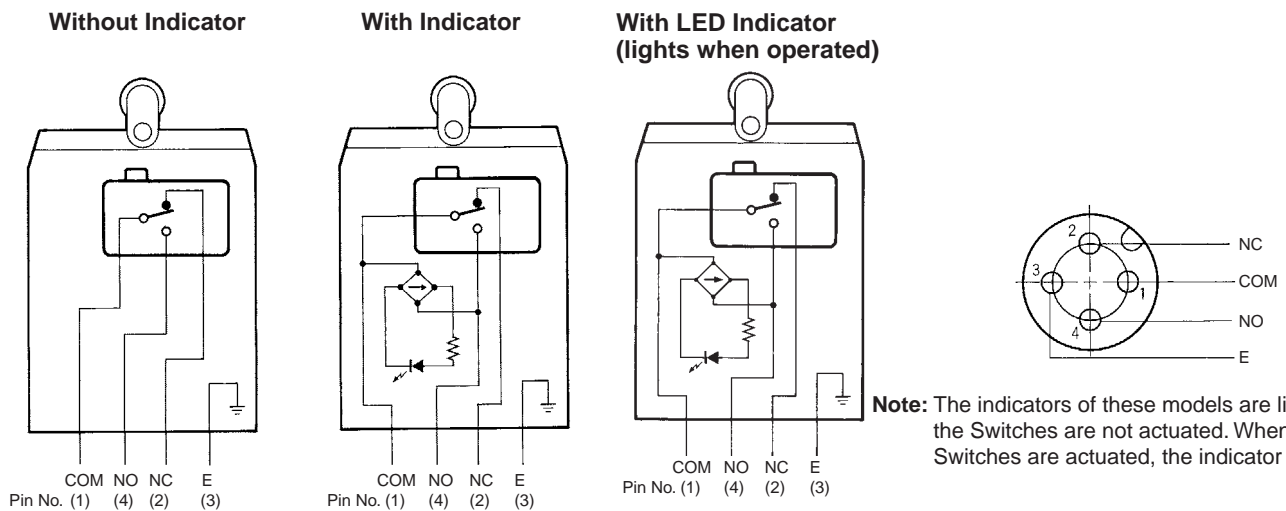 Without Indicator
With Indicator
With LED Indicator
(lights when operated)
COM NO NC E
Pin No. (1) (4) (2) (3)
COM NO NC E
Pin No. (1) (4) (2) (3)
COM NO NC E
Pin No. (1) (4) (2) (3)
2
3
1
4
NC
COM
NO
E
Note: The indicators of these models are
the Switches are not actuated. When
Switches are actuated, the indicator